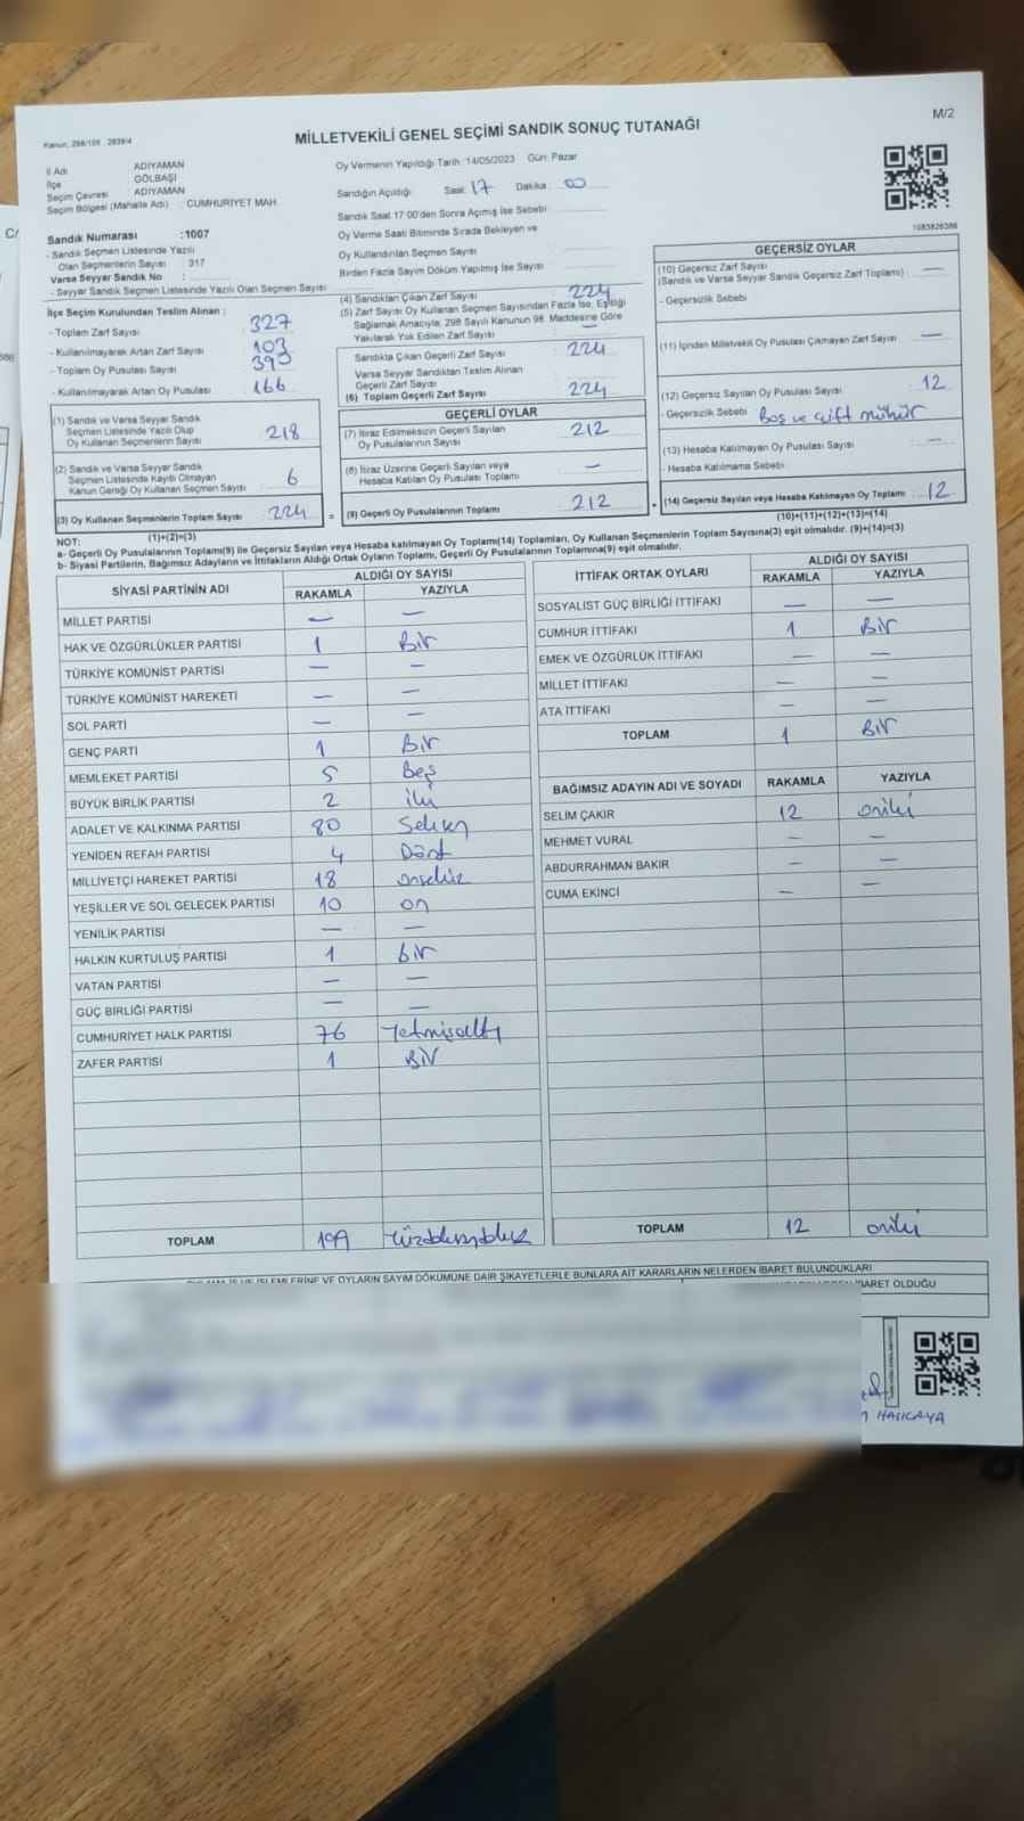 Kanun, 298/105 2839/4
MİLLETVEKİLİ GENEL SEÇİMİ SANDIK SONUÇ TUTANAĞI
M/2
İl Adı : ADIYAMAN
İlçe : GÖLBAŞI
Seçim Çevresi : ADIYAMAN
Seçim Bölgesi (Mahalle Adı) : CUMHURİYET MAH.
Sandık Numarası : 1007
- Sandık Seçmen Listesinde Yazılı
Olan Seçmenlerin Sayısı : 317
Varsa Seyyar Sandık No :
- Seyyar Sandık Seçmen Listesinde Yazılı Olan Seçmen Sayısı
Oy Vermenin Yapıldığı Tarih :14/05/2023 Gün: Pazar
Sandığın Açıldığı Saat 17 Dakika 00
Sandık Saat 17:00'den Sonra Açmış İse Sebebi
Oy Verme Saati Bitiminde Sırada Bekleyen ve
Oy Kullandırılan Seçmen Sayısı
Birden Fazla Sayım Döküm Yapılmış İse Sayısı
İlçe Seçim Kurulundan Teslim Alınan :
- Toplam Zarf Sayısı 327
- Kullanılmayarak Artan Zarf Sayısı 103
- Toplam Oy Pusulası Sayısı 390
- Kullanılmayarak Artan Oy Pusulası 166
(1) Sandık ve Varsa Seyyar Sandık
Seçmen Listesinde Yazılı Olup
Oy Kullanan Seçmenlerin Sayısı 218
(2) Sandık ve Varsa Seyyar Sandık
Seçmen Listesinde Kayıtlı Olmayan
Kanun Gereği Oy Kullanan Seçmen Sayısı 6
(3) Oy Kullanan Seçmenlerin Toplam Sayısı 224 =
(1)+(2)=(3)
(4) Sandıktan Çıkan Zarf Sayısı 224
(5) Zarf Sayısı Oy Kullanan Seçmen Sayısından Fazla İse, Eşitliği
Sağlamak Amacıyla, 298 Sayılı Kanunun 98. Maddesine Göre
Yakılarak Yok Edilen Zarf Sayısı —
Sandıkta Çıkan Geçerli Zarf Sayısı 224
Varsa Seyyar Sandıktan Teslim Alınan
Geçerli Zarf Sayısı
(6) Toplam Geçerli Zarf Sayısı 224
GEÇERLİ OYLAR
(7) İtiraz Edilmeksizin Geçerli Sayılan
Oy Pusulalarının Sayısı 212
(8) İtiraz Üzerine Geçerli Sayılan veya
Hesaba Katılan Oy Pusulası Toplamı —
(9) Geçerli Oy Pusulalarının Toplamı 212
1083826386
GEÇERSİZ OYLAR
(10) Geçersiz Zarf Sayısı
(Sandık ve Varsa Seyyar Sandık Geçersiz Zarf Toplamı) —
- Geçersizlik Sebebi
(11) İçinden Milletvekili Oy Pusulası Çıkmayan Zarf Sayısı —
(12) Geçersiz Sayılan Oy Pusulası Sayısı 12
- Geçersizlik Sebebi Boş ve çift mühür
(13) Hesaba Katılmayan Oy Pusulası Sayısı —
- Hesaba Katılmama Sebebi
(14) Geçersiz Sayılan veya Hesaba Katılmayan Oy Toplamı 12
(10)+(11)+(12)+(13)=(14)
NOT:
a- Geçerli Oy Pusulalarının Toplamı(9) ile Geçersiz Sayılan veya Hesaba katılmayan Oy Toplamı(14) Toplamları, Oy Kullanan Seçmenlerin Toplam Sayısına(3) eşit olmalıdır. (9)+(14)=(3)
b- Siyasi Partilerin, Bağımsız Adayların ve İttifakların Aldığı Ortak Oyların Toplamı, Geçerli Oy Pusulalarının Toplamına(9) eşit olmalıdır.
SİYASİ PARTİNİN ADI ALDIĞI OY SAYISI
RAKAMLA YAZIYLA
MİLLET PARTİSİ — —
HAK VE ÖZGÜRLÜKLER PARTİSİ 1 Bir
TÜRKİYE KOMÜNİST PARTİSİ — —
TÜRKİYE KOMÜNİST HAREKETİ — —
SOL PARTİ — —
GENÇ PARTİ 1 Bir
MEMLEKET PARTİSİ 5 Beş
BÜYÜK BİRLİK PARTİSİ 2 iki
ADALET VE KALKINMA PARTİSİ 80 Seksen
YENİDEN REFAH PARTİSİ 4 Dört
MİLLİYETÇİ HAREKET PARTİSİ 18 onsekiz
YEŞİLLER VE SOL GELECEK PARTİSİ 10 on
YENİLİK PARTİSİ — —
HALKIN KURTULUŞ PARTİSİ 1 bir
VATAN PARTİSİ — —
GÜÇ BİRLİĞİ PARTİSİ — —
CUMHURİYET HALK PARTİSİ 76 Yetmişaltı
ZAFER PARTİSİ 1 Bir
TOPLAM 199 Yüzdoksandokuz
İTTİFAK ORTAK OYLARI ALDIĞI OY SAYISI
RAKAMLA YAZIYLA
SOSYALİST GÜÇ BİRLİĞİ İTTİFAKI — —
CUMHUR İTTİFAKI 1 Bir
EMEK VE ÖZGÜRLÜK İTTİFAKI — —
MİLLET İTTİFAKI — —
ATA İTTİFAKI — —
TOPLAM 1 Bir
BAĞIMSIZ ADAYIN ADI VE SOYADI RAKAMLA YAZIYLA
SELİM ÇAKIR 12 oniki
MEHMET VURAL — —
ABDURRAHMAN BAKIR — —
CUMA EKİNCİ — —
TOPLAM 12 oniki
VE OYLARIN SAYIM DÖKÜMÜNE DAİR ŞİKAYETLERLE BUNLARA AİT KARARLARIN NELERDEN İBARET BULUNDUKLARI
İBARET OLDUĞU